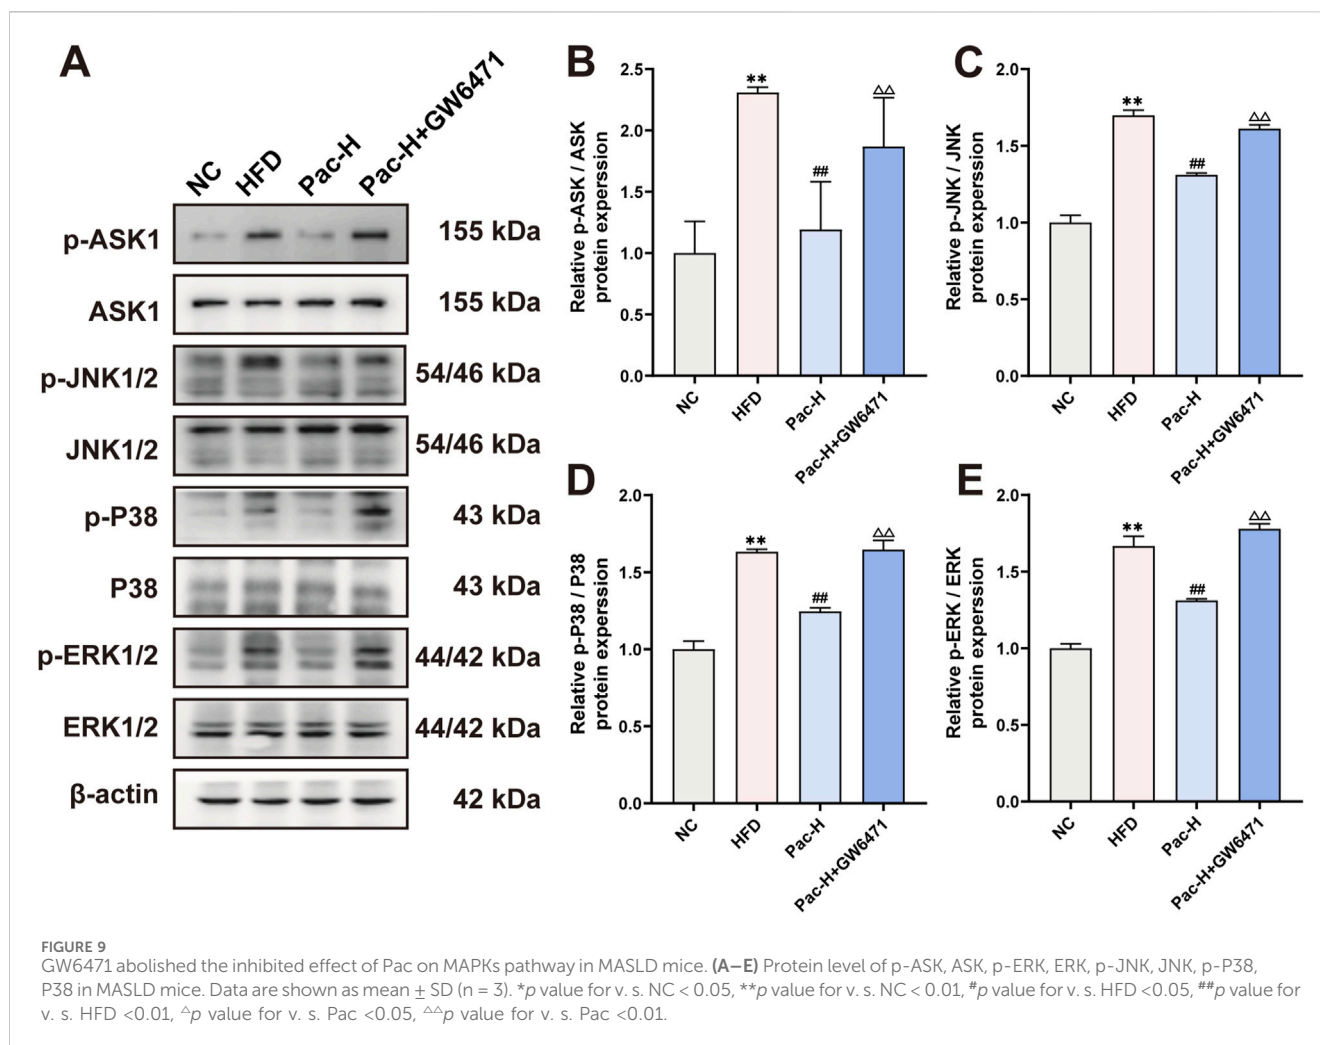 A
NC
HFD
Pac-H
Pac-H+GW6471
p-ASK1
155 kDa
ASK1
155 kDa
p-JNK1/2
54/46 kDa
JNK1/2
54/46 kDa
p-P38
43 kDa
P38
43 kDa
p-ERK1/2
44/42 kDa
ERK1/2
44/42 kDa
β-actin
42 kDa
B
Relative p-ASK / ASK
protein experssion
2.5
2.0
1.5
1.0
0.5
0.0
**
##
△△
NC
HFD
Pac-H
Pac-H+GW6471
C
Relative p-JNK / JNK
protein experssion
2.0
1.5
1.0
0.5
0.0
**
##
△△
NC
HFD
Pac-H
Pac-H+GW6471
D
Relative p-P38 / P38
protein experssion
2.0
1.5
1.0
0.5
0.0
**
##
△△
NC
HFD
Pac-H
Pac-H+GW6471
E
Relative p-ERK / ERK
protein experssion
2.0
1.5
1.0
0.5
0.0
**
##
△△
NC
HFD
Pac-H
Pac-H+GW6471
FIGURE 9
GW6471 abolished the inhibited effect of Pac on MAPKs pathway in MASLD mice. (A–E) Protein level of p-ASK, ASK, p-ERK, ERK, p-JNK, JNK, p-P38,
P38 in MASLD mice. Data are shown as mean ± SD (n = 3). *p value for v. s. NC < 0.05, **p value for v. s. NC < 0.01, #p value for v. s. HFD <0.05, ##p value for
v. s. HFD <0.01, △p value for v. s. Pac <0.05, △△p value for v. s. Pac <0.01.